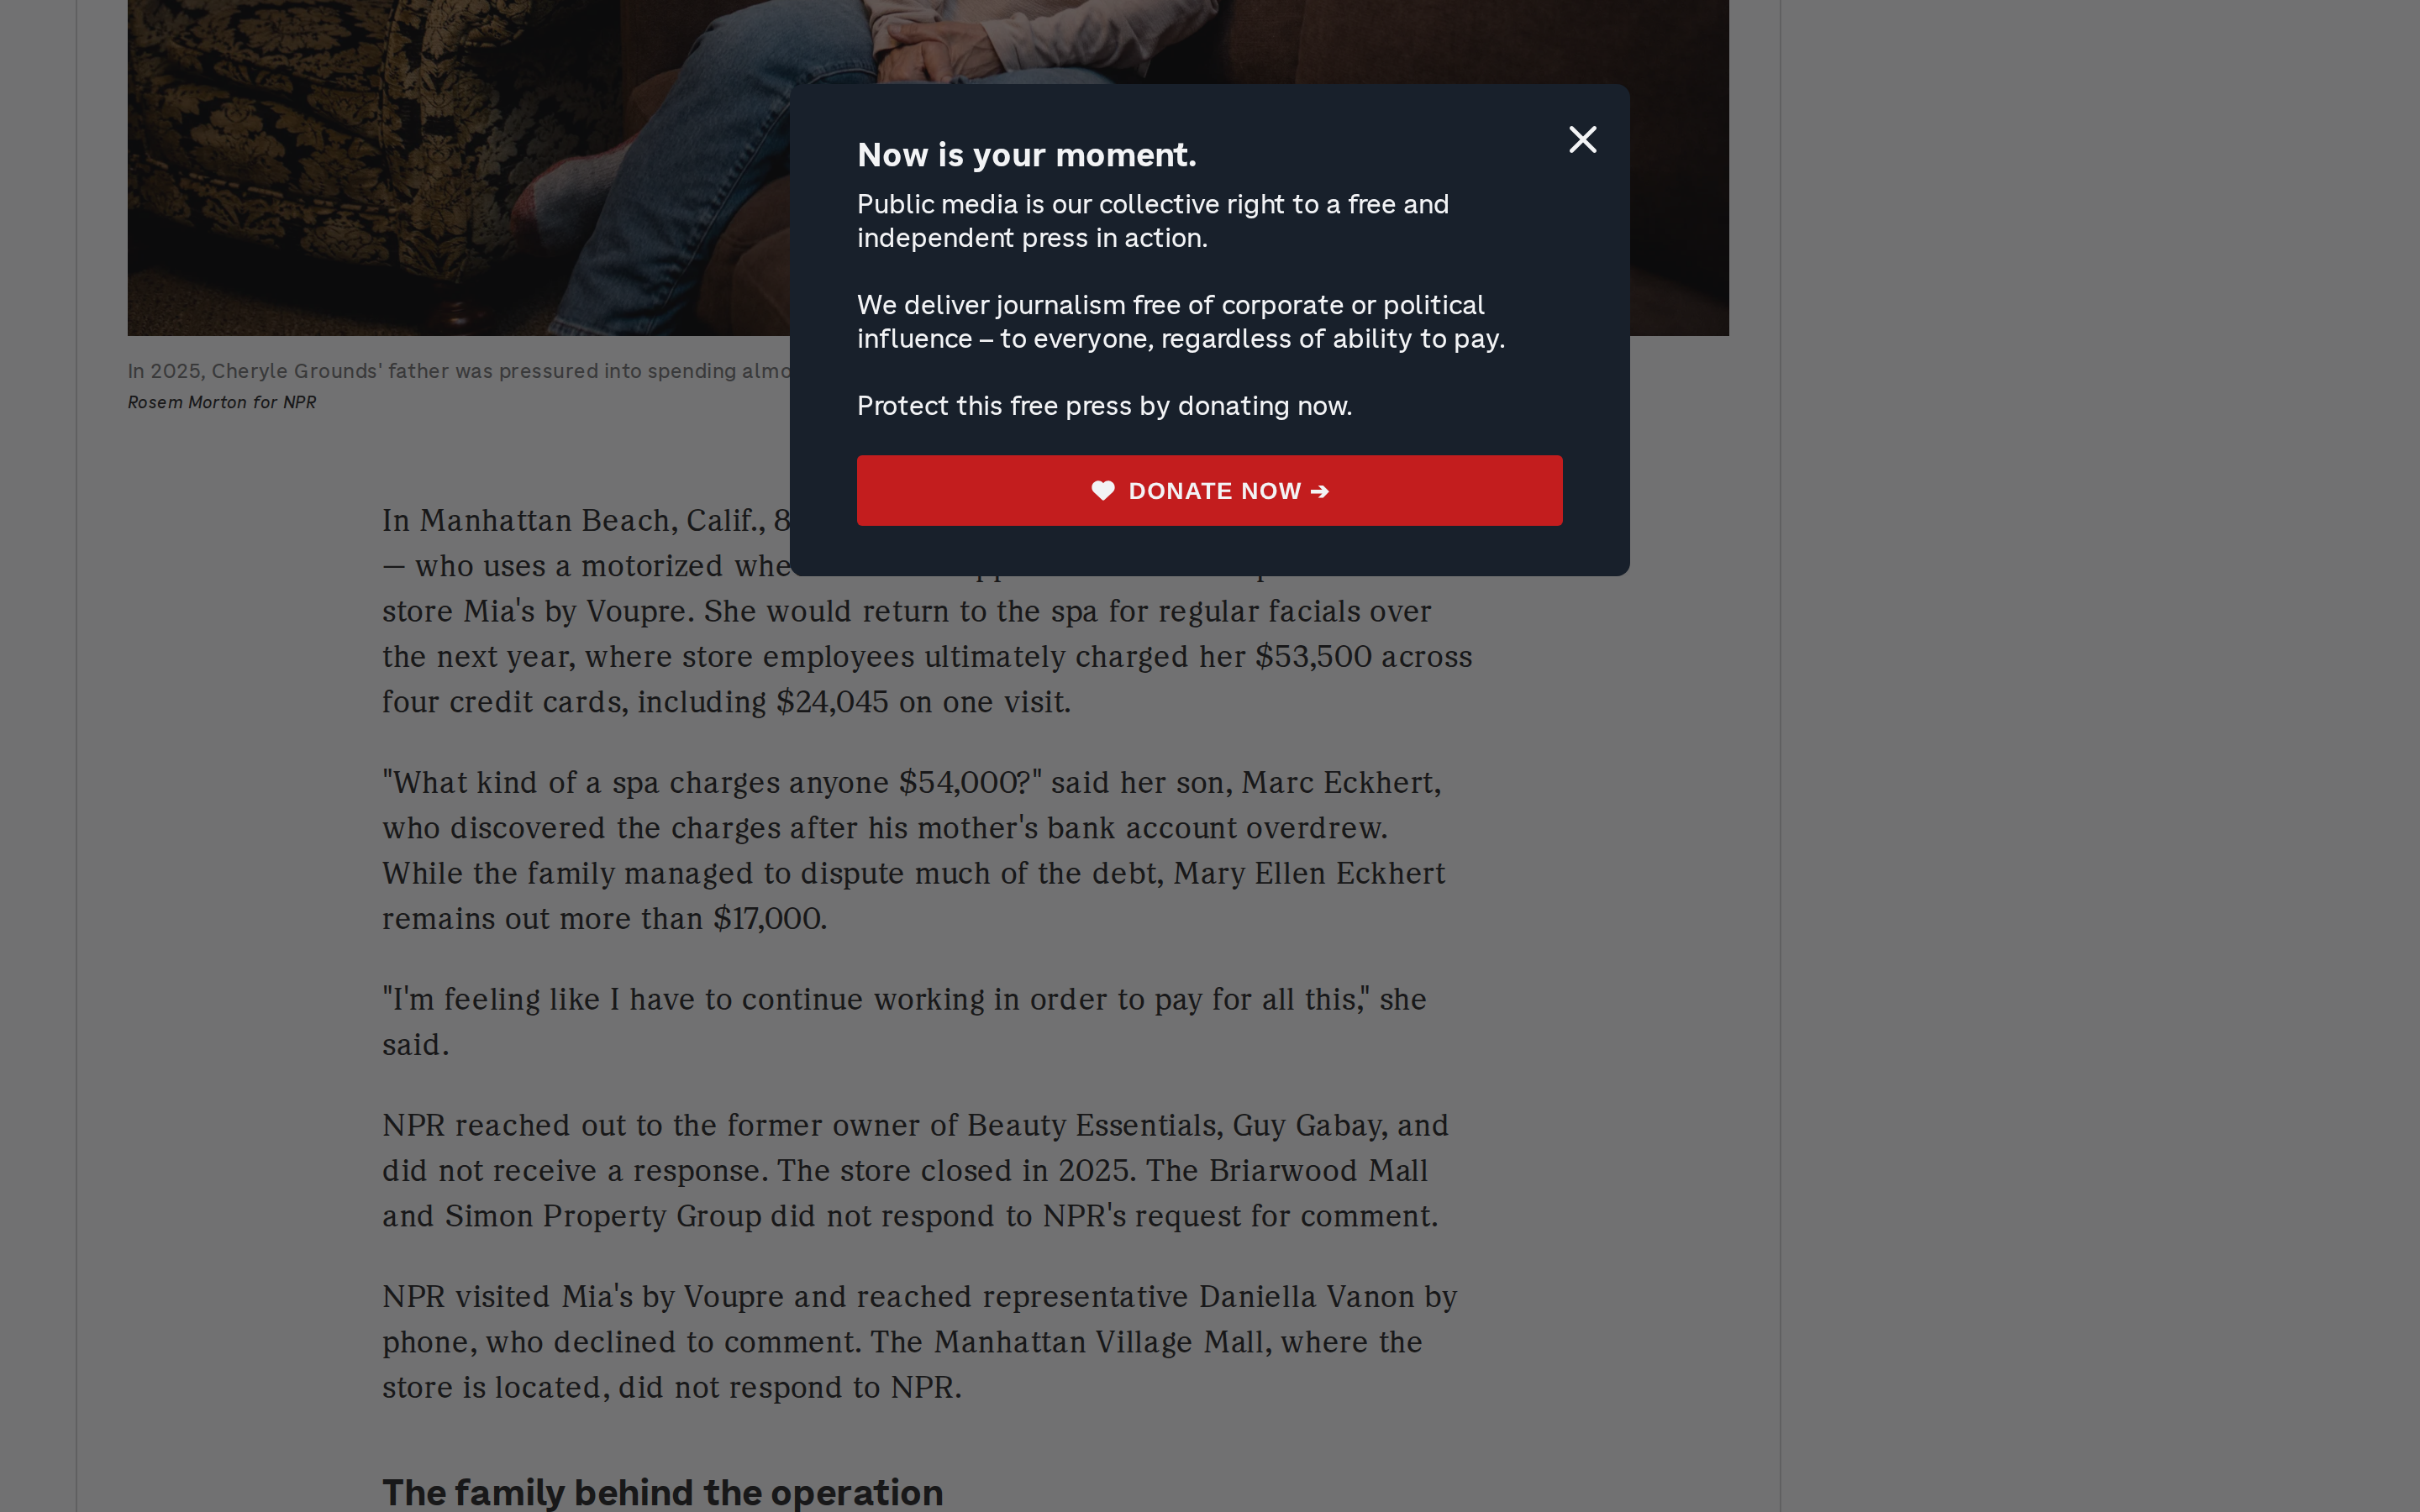 Now is your moment.
Public media is our collective right to a free and
independent press in action.
We deliver journalism free of corporate or political
influence – to everyone, regardless of ability to pay.
Protect this free press by donating now.
DONATE NOW ➔
In 2025, Cheryle Grounds' father was pressured into spending
Rosem Morton for NPR
In Manhattan Beach, Calif.,
— who uses a motorized
store Mia's by Voupre. She would return to the spa for regular facials over
the next year, where store employees ultimately charged her $53,500 across
four credit cards, including $24,045 on one visit.
"What kind of a spa charges anyone $54,000?" said her son, Marc Eckhert,
who discovered the charges after his mother's bank account overdrew.
While the family managed to dispute much of the debt, Mary Ellen Eckhert
remains out more than $17,000.
"I'm feeling like I have to continue working in order to pay for all this," she
said.
NPR reached out to the former owner of Beauty Essentials, Guy Gabay, and
did not receive a response. The store closed in 2025. The Briarwood Mall
and Simon Property Group did not respond to NPR's request for comment.
NPR visited Mia's by Voupre and reached representative Daniella Vanon by
phone, who declined to comment. The Manhattan Village Mall, where the
store is located, did not respond to NPR.
The family behind the operation